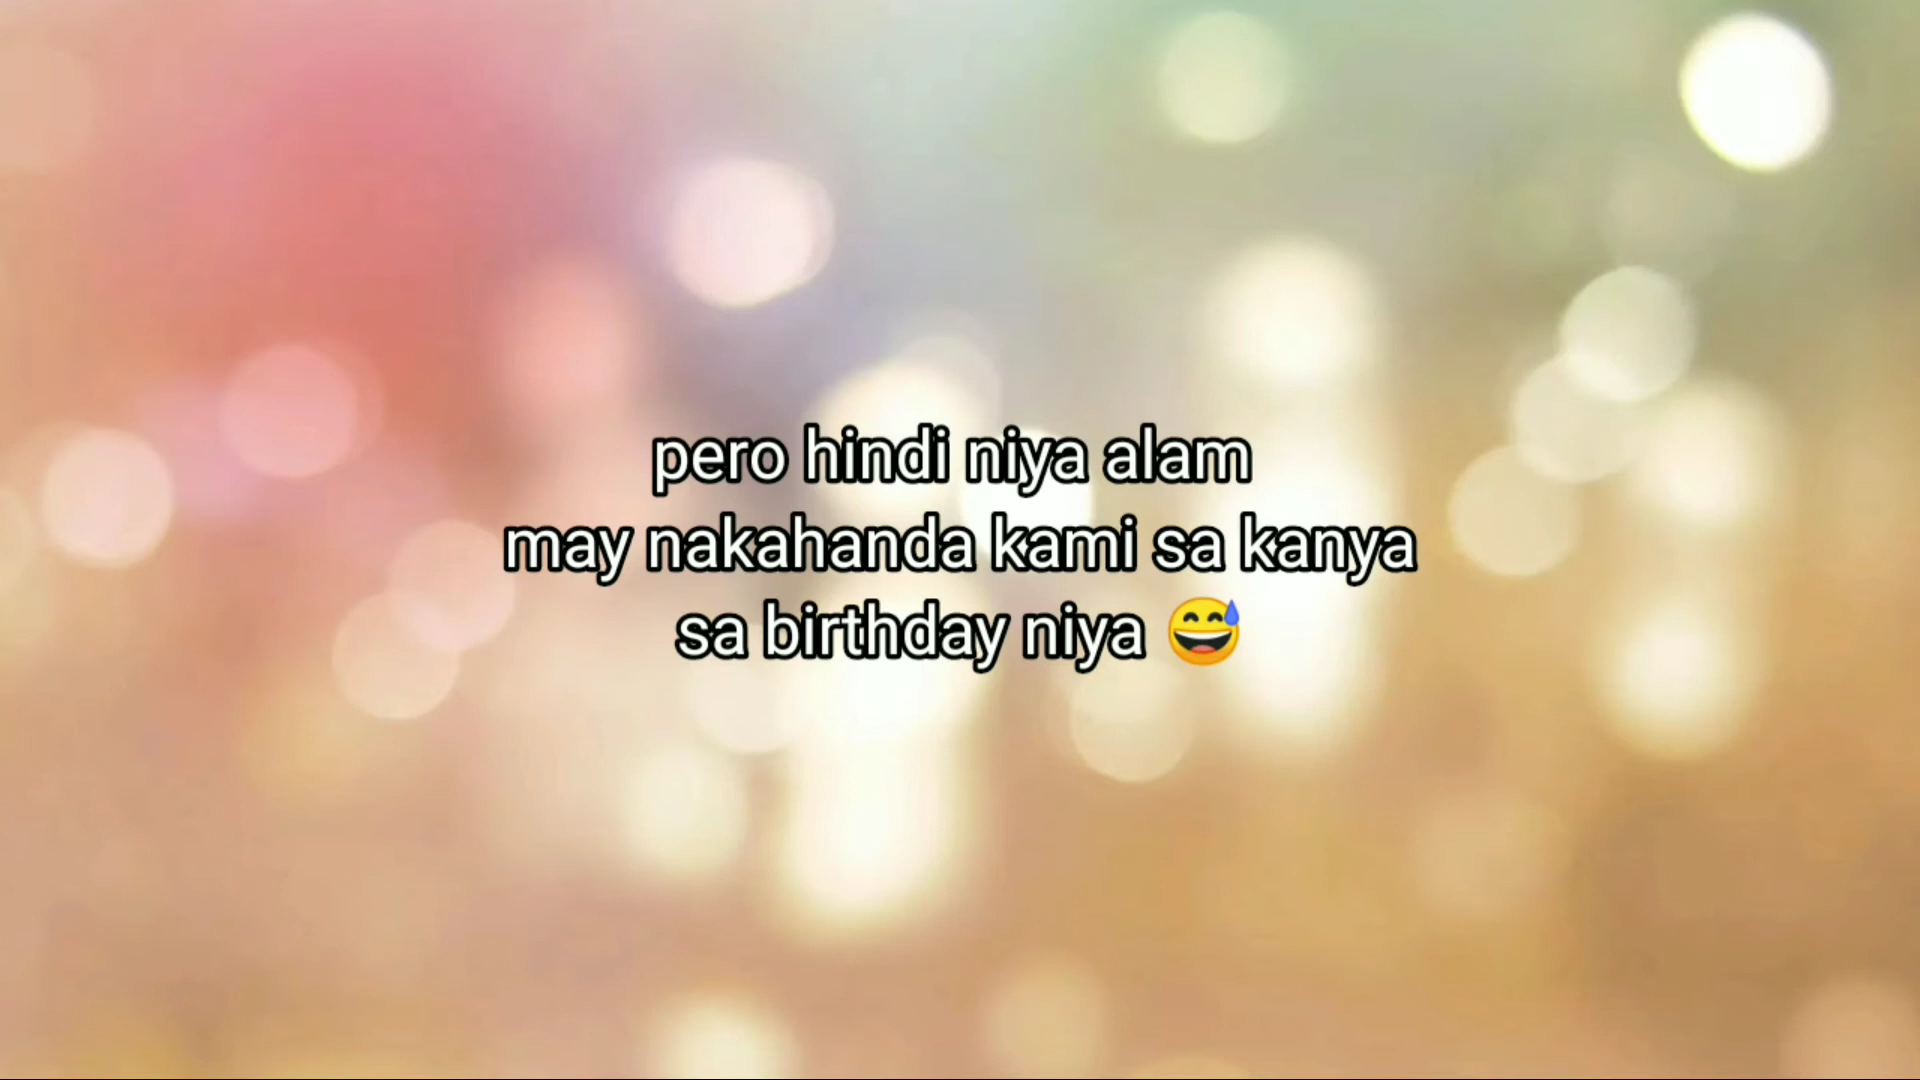 pero hindi niya alam
may nakahanda kami sa kanya
sa birthday niya 😅